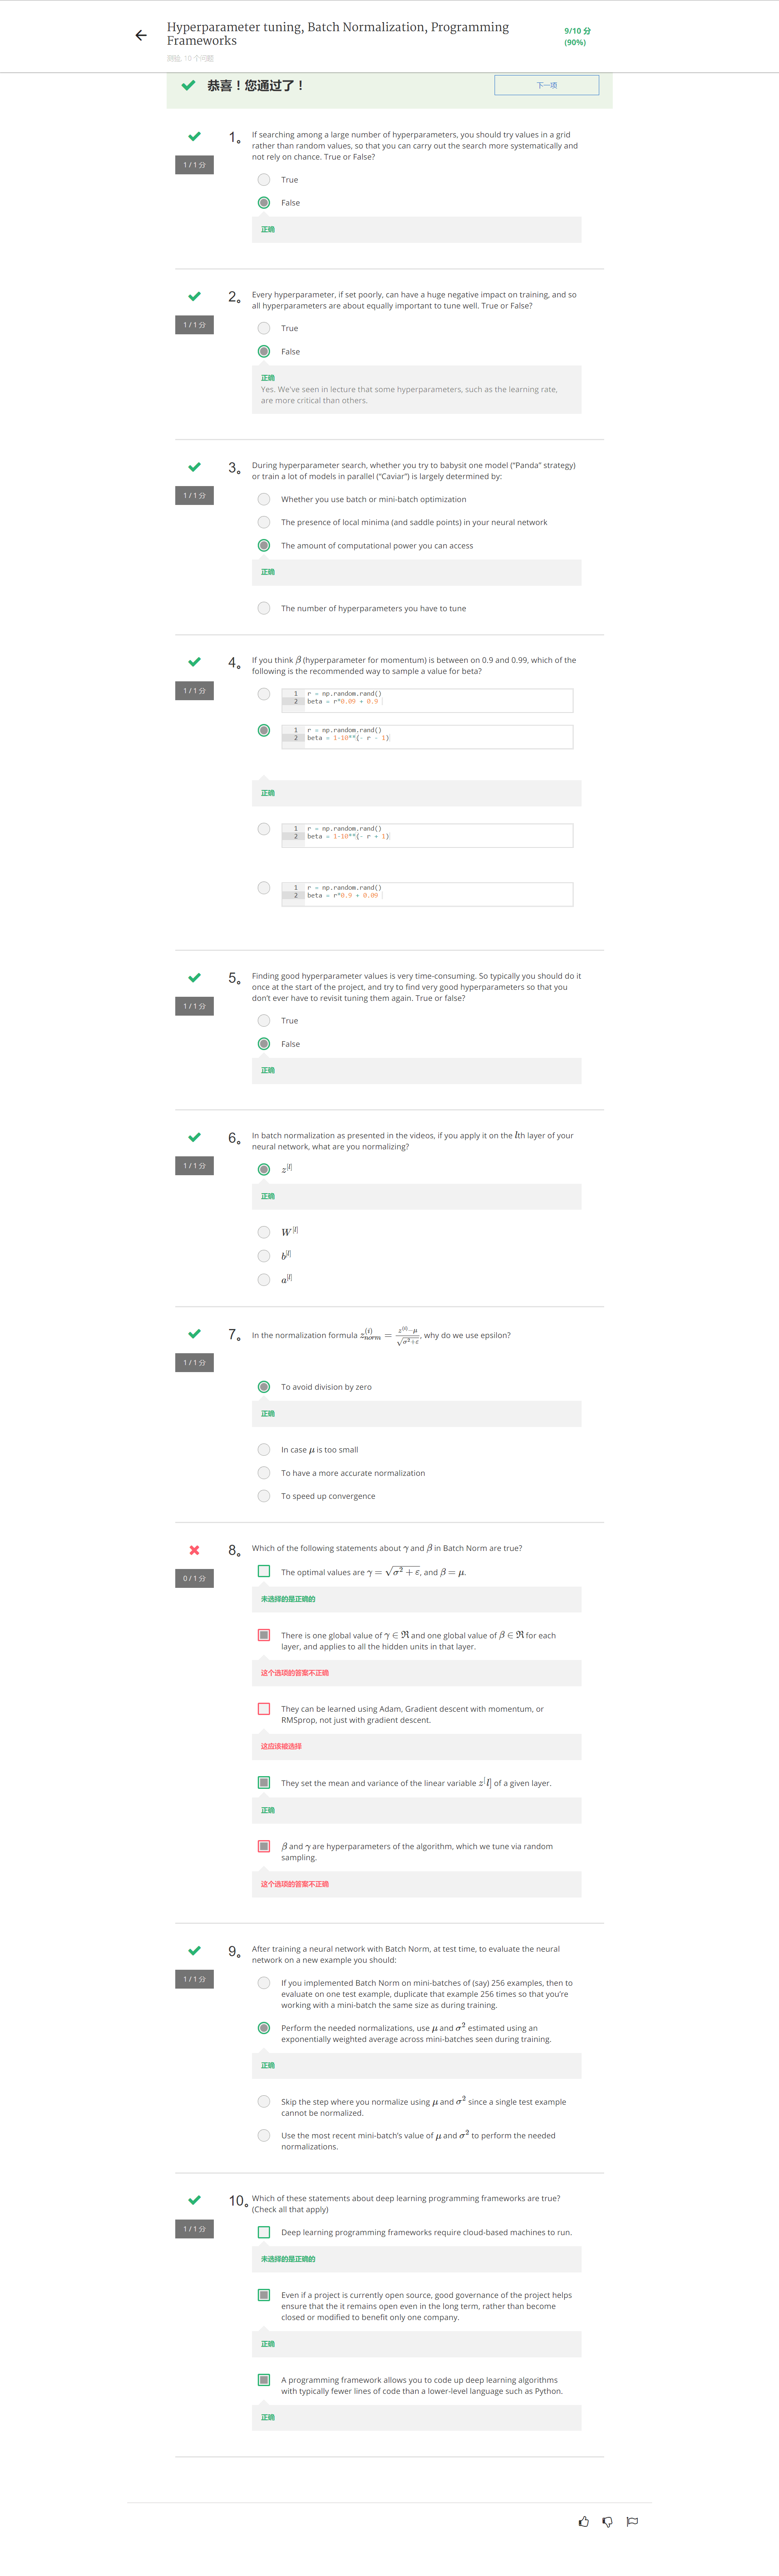 Hyperparameter tuning, Batch Normalization, Programming
Frameworks
9/10 分
(90%)
测验, 10 个问题
恭喜！您通过了！
下一项
1。
If searching among a large number of hyperparameters, you should try values in a grid
rather than random values, so that you can carry out the search more systematically and
not rely on chance. True or False?
1 / 1 分
True
False
正确
2。
Every hyperparameter, if set poorly, can have a huge negative impact on training, and so
all hyperparameters are about equally important to tune well. True or False?
1 / 1 分
True
False
正确
Yes. We've seen in lecture that some hyperparameters, such as the learning rate,
are more critical than others.
3。
During hyperparameter search, whether you try to babysit one model (“Panda” strategy)
or train a lot of models in parallel (“Caviar”) is largely determined by:
1 / 1 分
Whether you use batch or mini-batch optimization
The presence of local minima (and saddle points) in your neural network
The amount of computational power you can access
正确
The number of hyperparameters you have to tune
4。
If you think β (hyperparameter for momentum) is between on 0.9 and 0.99, which of the
following is the recommended way to sample a value for beta?
1 / 1 分
1 r = np.random.rand()
2 beta = r*0.09 + 0.9
1 r = np.random.rand()
2 beta = 1-10**(- r - 1)
正确
1 r = np.random.rand()
2 beta = 1-10**(- r + 1)
1 r = np.random.rand()
2 beta = r*0.9 + 0.09
5。
Finding good hyperparameter values is very time-consuming. So typically you should do it
once at the start of the project, and try to find very good hyperparameters so that you
don’t ever have to revisit tuning them again. True or false?
1 / 1 分
True
False
正确
6。
In batch normalization as presented in the videos, if you apply it on the lth layer of your
neural network, what are you normalizing?
1 / 1 分
z^[l]
正确
W^[l]
b^[l]
a^[l]
7。
In the normalization formula z_norm^(i) = (z^(i)−μ)/√(σ²+ε), why do we use epsilon?
1 / 1 分
To avoid division by zero
正确
In case μ is too small
To have a more accurate normalization
To speed up convergence
8。
Which of the following statements about γ and β in Batch Norm are true?
0 / 1 分
The optimal values are γ = √(σ² + ε), and β = μ.
未选择的是正确的
There is one global value of γ ∈ ℜ and one global value of β ∈ ℜ for each
layer, and applies to all the hidden units in that layer.
这个选项的答案不正确
They can be learned using Adam, Gradient descent with momentum, or
RMSprop, not just with gradient descent.
这应该被选择
They set the mean and variance of the linear variable z^[l] of a given layer.
正确
β and γ are hyperparameters of the algorithm, which we tune via random
sampling.
这个选项的答案不正确
9。
After training a neural network with Batch Norm, at test time, to evaluate the neural
network on a new example you should:
1 / 1 分
If you implemented Batch Norm on mini-batches of (say) 256 examples, then to
evaluate on one test example, duplicate that example 256 times so that you’re
working with a mini-batch the same size as during training.
Perform the needed normalizations, use μ and σ² estimated using an
exponentially weighted average across mini-batches seen during training.
正确
Skip the step where you normalize using μ and σ² since a single test example
cannot be normalized.
Use the most recent mini-batch’s value of μ and σ² to perform the needed
normalizations.
10。
Which of these statements about deep learning programming frameworks are true?
(Check all that apply)
1 / 1 分
Deep learning programming frameworks require cloud-based machines to run.
未选择的是正确的
Even if a project is currently open source, good governance of the project helps
ensure that the it remains open even in the long term, rather than become
closed or modified to benefit only one company.
正确
A programming framework allows you to code up deep learning algorithms
with typically fewer lines of code than a lower-level language such as Python.
正确